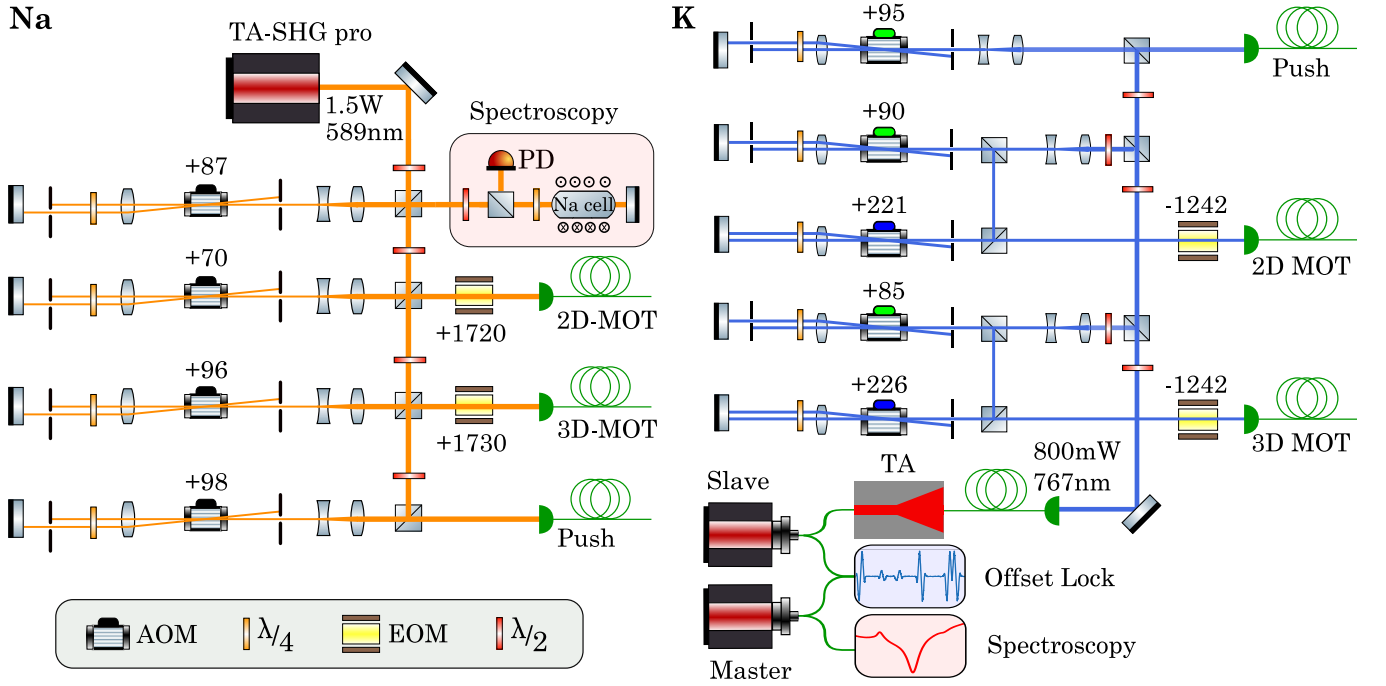 Na
TA-SHG pro
1.5W
589nm
Spectroscopy
PD
Na cell
+87
+70
+1720
2D-MOT
+96
+1730
3D-MOT
+98
Push
AOM
λ/4
EOM
λ/2
K
+95
Push
+90
+221
-1242
2D MOT
+85
+226
-1242
3D MOT
800mW
767nm
TA
Slave
Offset Lock
Master
Spectroscopy